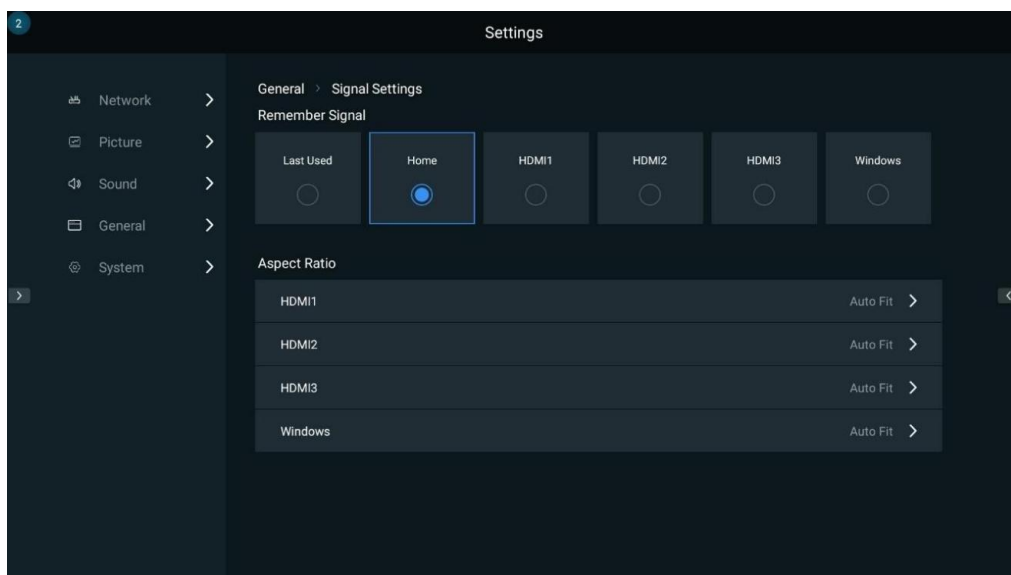 2
Settings
Network
Picture
Sound
General
System
General > Signal Settings
Remember Signal
Last Used Home HDMI1 HDMI2 HDMI3 Windows
Aspect Ratio
HDMI1 Auto Fit
HDMI2 Auto Fit
HDMI3 Auto Fit
Windows Auto Fit